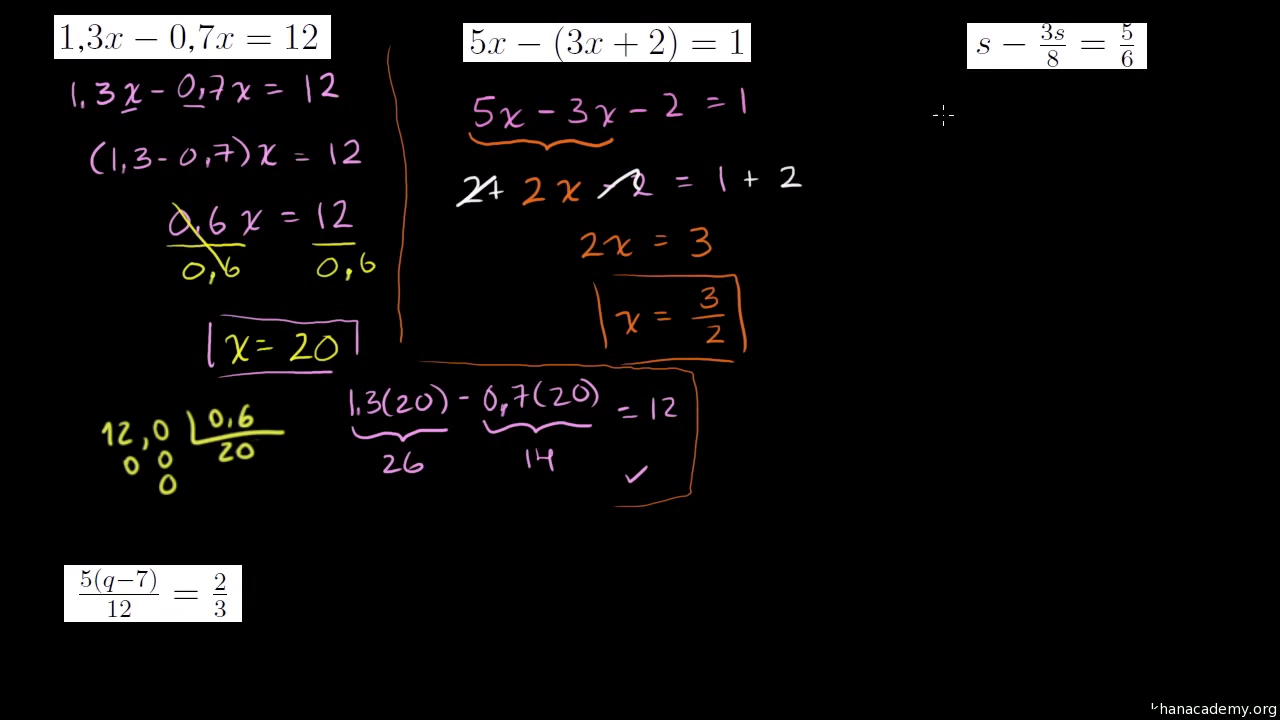 1,3x − 0,7x = 12
1,3x - 0,7x = 12
(1,3-0,7)x = 12
0,6x = 12
0,6 0,6
x = 20
12,0 0,6
0 0 20
0
5x − (3x + 2) = 1
5x - 3x - 2 = 1
2+ 2x - 2 = 1 + 2
2x = 3
x = 3/2
1,3(20) - 0,7(20) = 12
26 14 ✓
s − 3s/8 = 5/6
5(q−7)/12 = 2/3
khanacademy.org